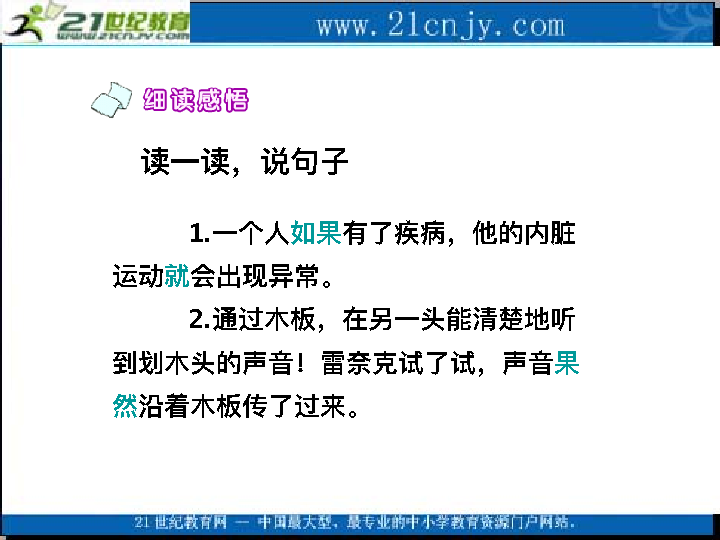 21世纪教育
WWW.21CNJY.COM
www.21cnjy.com
细读感悟
读一读，说句子
1.一个人如果有了疾病，他的内脏
运动就会出现异常。
2.通过木板，在另一头能清楚地听
到划木头的声音！雷奈克试了试，声音果
然沿着木板传了过来。
21世纪教育网 -- 中国最大型、最专业的中小学教育资源门户网站.